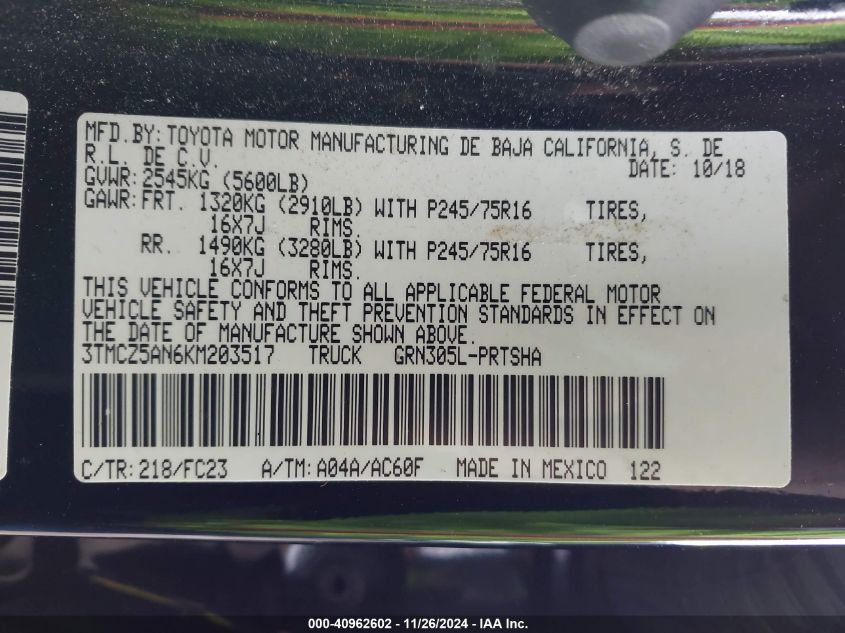 MFD.BY:TOYOTA MOTOR MANUFACTURING DE BAJA CALIFORNIA, S. DE
R.L. DE C.V. DATE: 10/18
GVWR:2545KG (5600LB)
GAWR:FRT. 1320KG (2910LB) WITH P245/75R16 TIRES,
16X7J RIMS.
RR. 1490KG (3280LB) WITH P245/75R16 TIRES,
16X7J RIMS.
THIS VEHICLE CONFORMS TO ALL APPLICABLE FEDERAL MOTOR
VEHICLE SAFETY AND THEFT PREVENTION STANDARDS IN EFFECT ON
THE DATE OF MANUFACTURE SHOWN ABOVE.
3TMCZ5AN6KM203517 TRUCK GRN305L-PRTSHA
C/TR:218/FC23 A/TM:A04A/AC60F MADE IN MEXICO 122
000-40962602 - 11/26/2024 - IAA Inc.